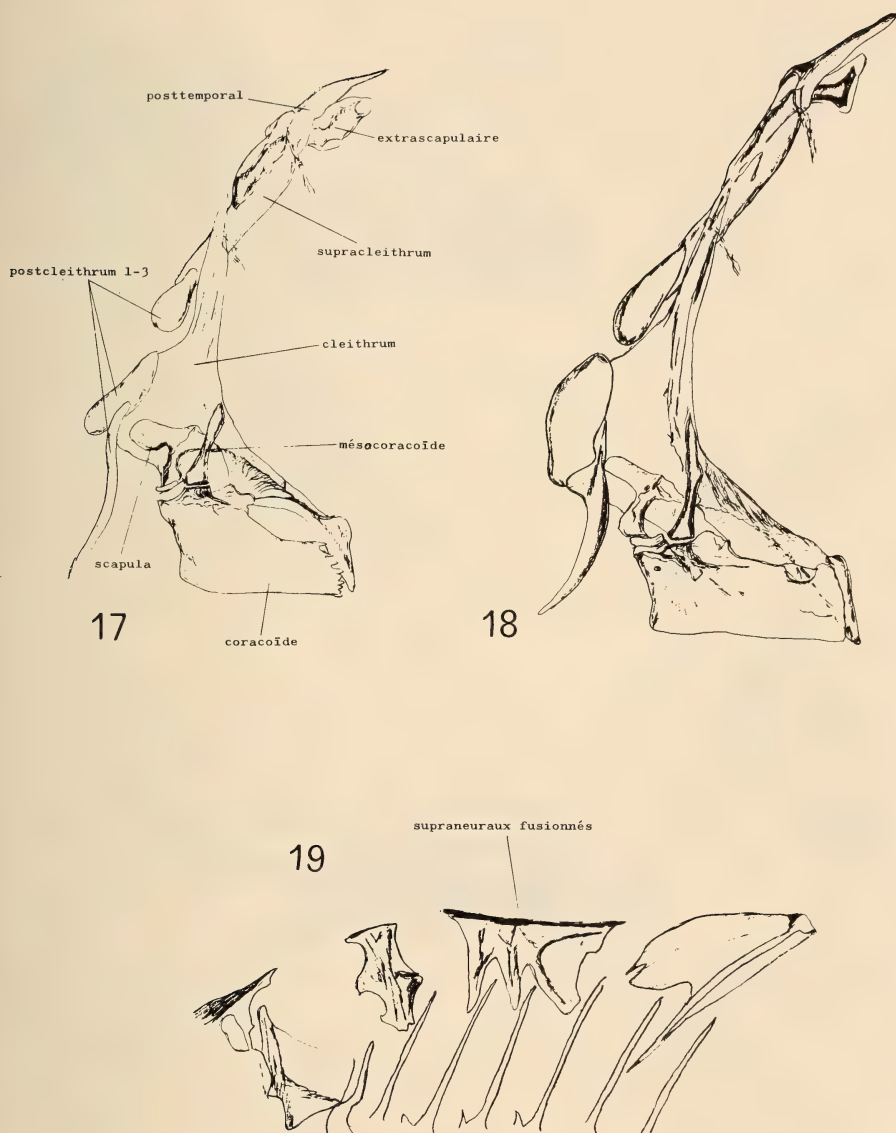 posttemporal
extrascapulaire
supracleithrum
postcleithrum 1-3
cleithrum
mésocoracoïde
scapula
17
18
coracoïde
supraneuraux fusionnés
19